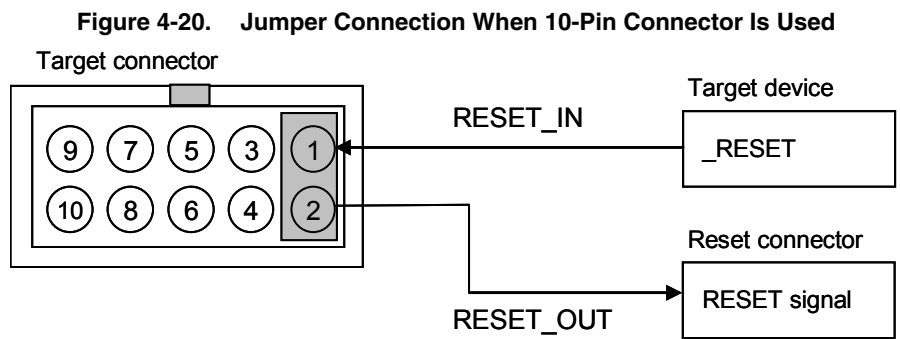 Figure 4-20. Jumper Connection When 10-Pin Connector Is Used
Target connector
Target device
RESET_IN
_RESET
9 7 5 3 1
10 8 6 4 2
Reset connector
RESET signal
RESET_OUT